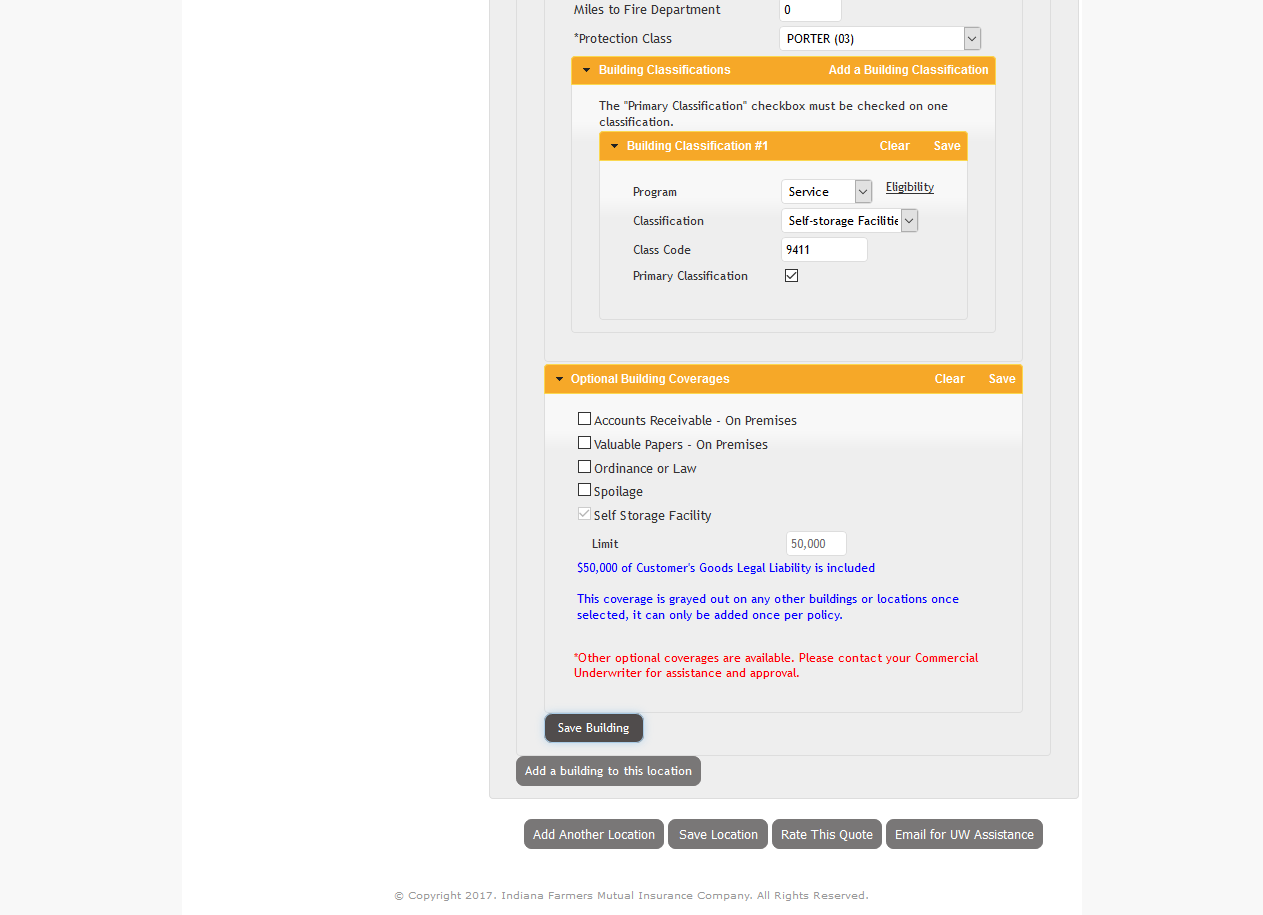 Miles to Fire Department 0
*Protection Class PORTER (03)
Building Classifications Add a Building Classification
The "Primary Classification" checkbox must be checked on one
classification.
Building Classification #1 Clear Save
Program Service Eligibility
Classification Self-storage Facilitie
Class Code 9411
Primary Classification
Optional Building Coverages Clear Save
Accounts Receivable - On Premises
Valuable Papers - On Premises
Ordinance or Law
Spoilage
Self Storage Facility
Limit 50,000
$50,000 of Customer's Goods Legal Liability is included
This coverage is grayed out on any other buildings or locations once
selected, it can only be added once per policy.
*Other optional coverages are available. Please contact your Commercial
Underwriter for assistance and approval.
Save Building
Add a building to this location
Add Another Location Save Location Rate This Quote Email for UW Assistance
© Copyright 2017. Indiana Farmers Mutual Insurance Company. All Rights Reserved.